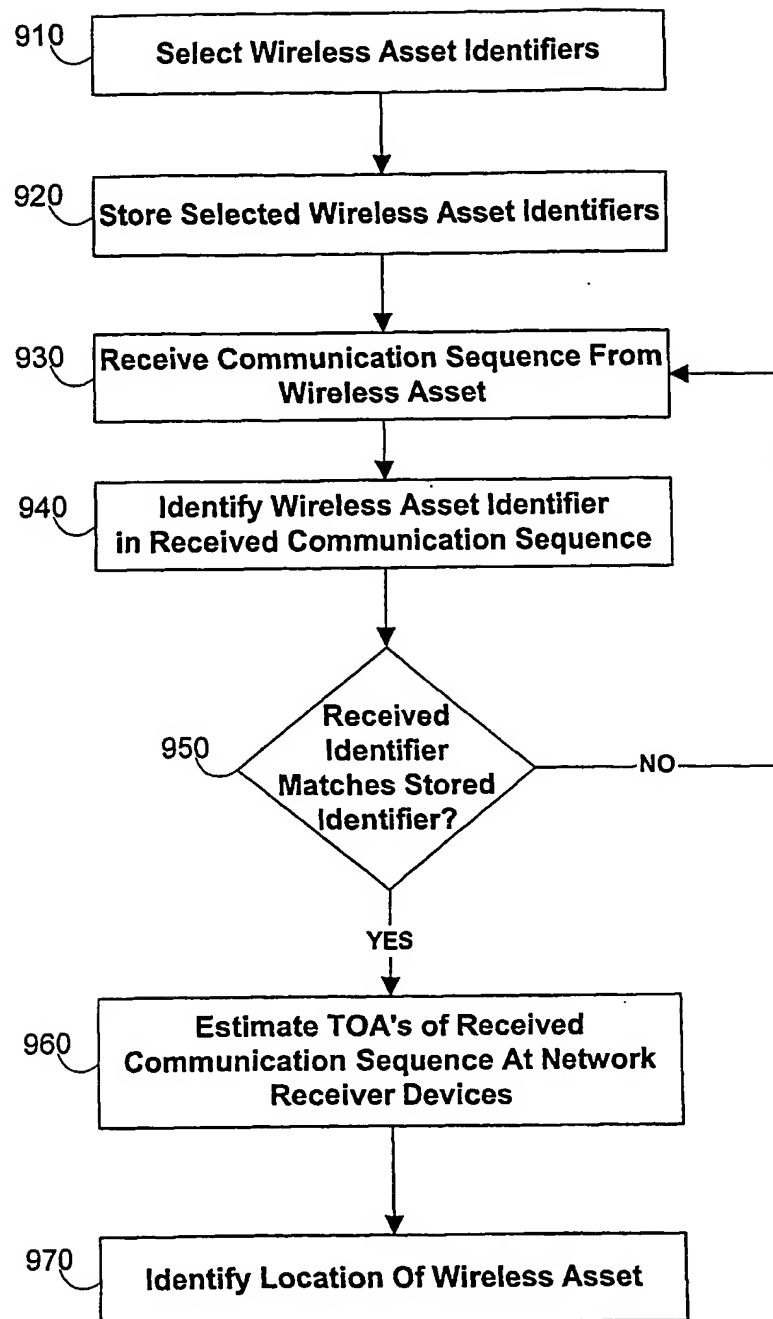 910
Select Wireless Asset Identifiers
920
Store Selected Wireless Asset Identifiers
930
Receive Communication Sequence From
Wireless Asset
940
Identify Wireless Asset Identifier
in Received Communication Sequence
950
Received
Identifier
Matches Stored
Identifier?
NO
YES
960
Estimate TOA's of Received
Communication Sequence At Network
Receiver Devices
970
Identify Location Of Wireless Asset